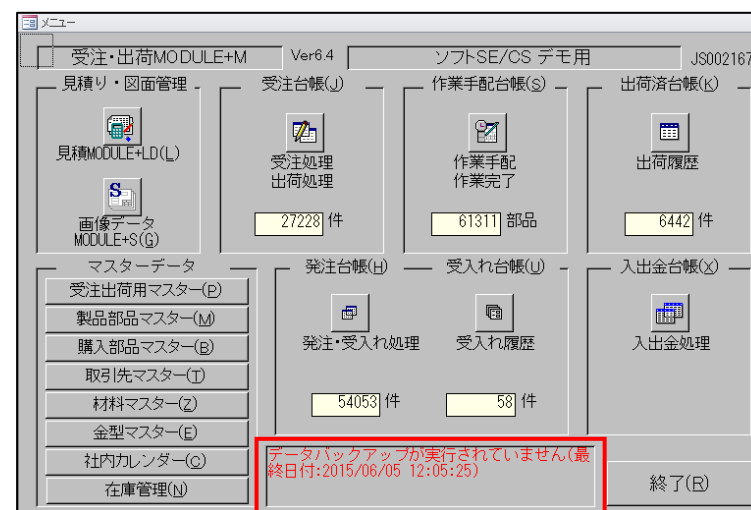 メニュー
受注・出荷MODULE+M
Ver6.4
ソフトSE/CS デモ用
JS002167
見積り・図面管理
受注台帳(J)
作業手配台帳(S)
出荷済台帳(K)
見積MODULE+LD(L)
受注処理
出荷処理
作業手配
作業完了
出荷履歴
画像データ
MODULE+S(G)
27228 件
61311 部品
6442 件
マスターデータ
発注台帳(H)
受入れ台帳(U)
入出金台帳(X)
受注出荷用マスター(P)
製品部品マスター(M)
購入部品マスター(B)
取引先マスター(T)
材料マスター(Z)
金型マスター(E)
社内カレンダー(C)
在庫管理(N)
発注・受入れ処理
受入れ履歴
入出金処理
54053 件
58 件
データバックアップが実行されていません(最
終日付:2015/06/05 12:05:25)
終了(R)